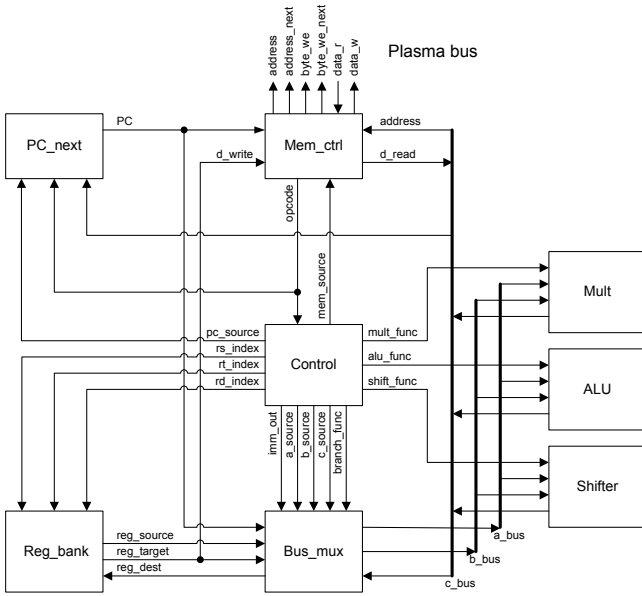 address
address_next
byte_we
byte_we_next
data_r
data_w
Plasma bus
PC
address
PC_next
Mem_ctrl
d_write
d_read
opcode
mem_source
Mult
pc_source
mult_func
rs_index
Control
rt_index
alu_func
ALU
rd_index
shift_func
imm_out
a_source
b_source
c_source
branch_func
Shifter
reg_source
a_bus
Reg_bank
reg_target
Bus_mux
b_bus
reg_dest
c_bus